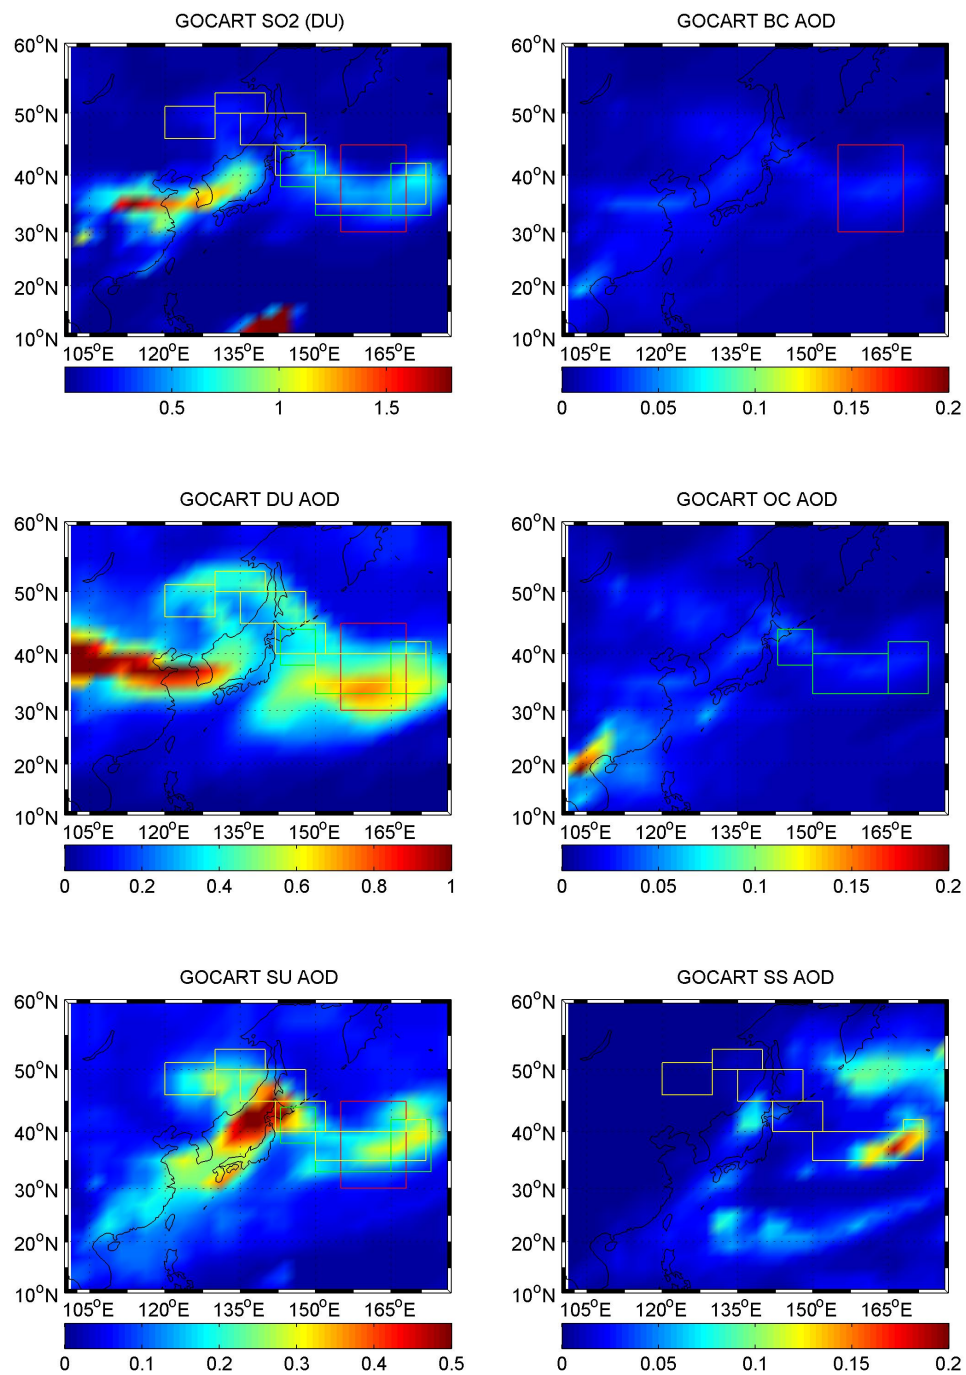 GOCART SO2 (DU)
60°N
50°N
40°N
30°N
20°N
10°N
105°E 120°E 135°E 150°E 165°E
0.5 1 1.5
GOCART BC AOD
60°N
50°N
40°N
30°N
20°N
10°N
105°E 120°E 135°E 150°E 165°E
0 0.05 0.1 0.15 0.2
GOCART DU AOD
60°N
50°N
40°N
30°N
20°N
10°N
105°E 120°E 135°E 150°E 165°E
0 0.2 0.4 0.6 0.8 1
GOCART OC AOD
60°N
50°N
40°N
30°N
20°N
10°N
105°E 120°E 135°E 150°E 165°E
0 0.05 0.1 0.15 0.2
GOCART SU AOD
60°N
50°N
40°N
30°N
20°N
10°N
105°E 120°E 135°E 150°E 165°E
0 0.1 0.2 0.3 0.4 0.5
GOCART SS AOD
60°N
50°N
40°N
30°N
20°N
10°N
105°E 120°E 135°E 150°E 165°E
0 0.05 0.1 0.15 0.2